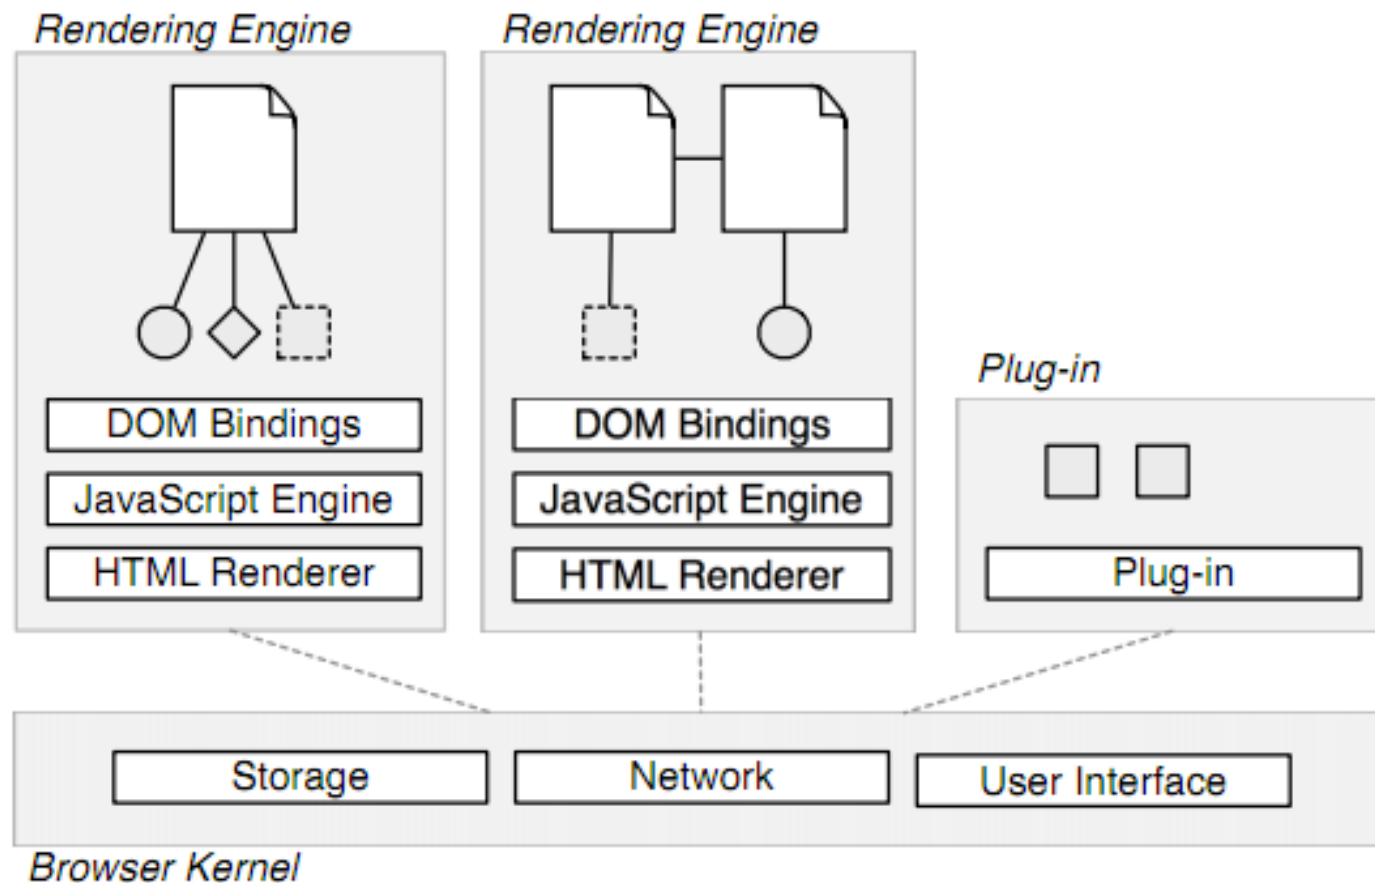 Rendering Engine
Rendering Engine
DOM Bindings
JavaScript Engine
HTML Renderer
DOM Bindings
JavaScript Engine
HTML Renderer
Plug-in
Plug-in
Storage
Network
User Interface
Browser Kernel